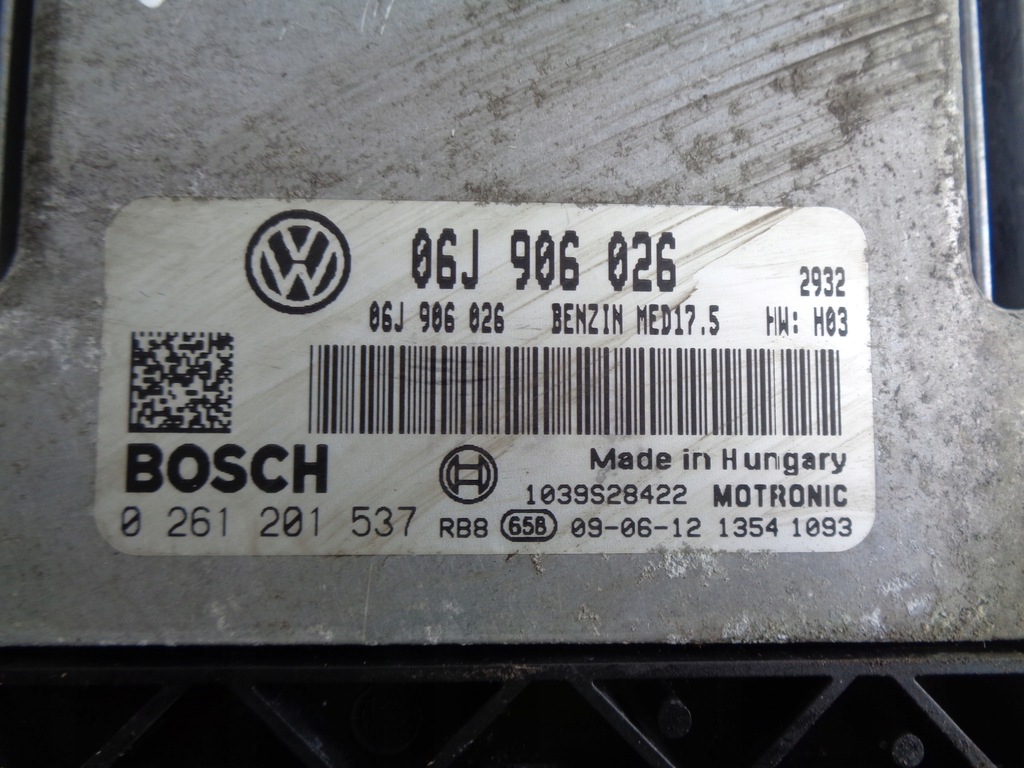 06J 906 026
2932
06J 906 026 BENZIN MED17.5 HW: H03
BOSCH
Made in Hungary
1039S28422 MOTRONIC
0 261 201 537 RB8 658 09-06-12 1354 1093